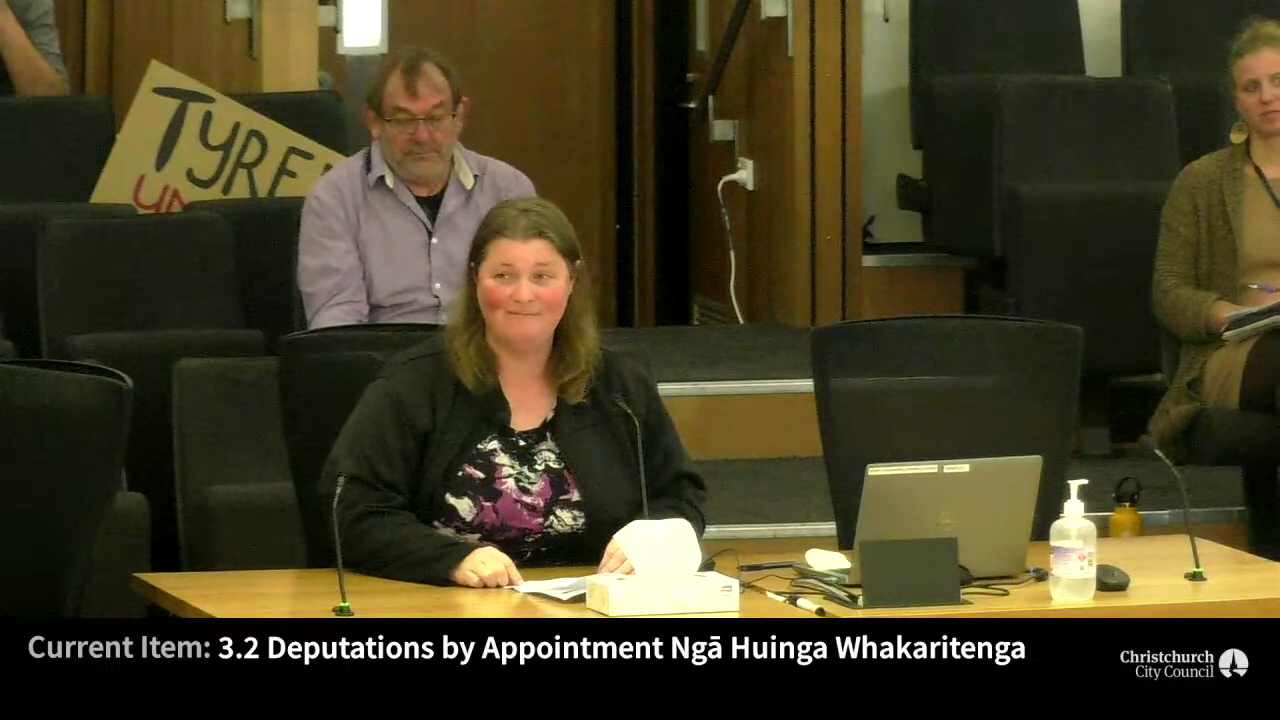 TYRE
Current Item: 3.2 Deputations by Appointment Ngā Huinga Whakaritenga
Christchurch
City Council